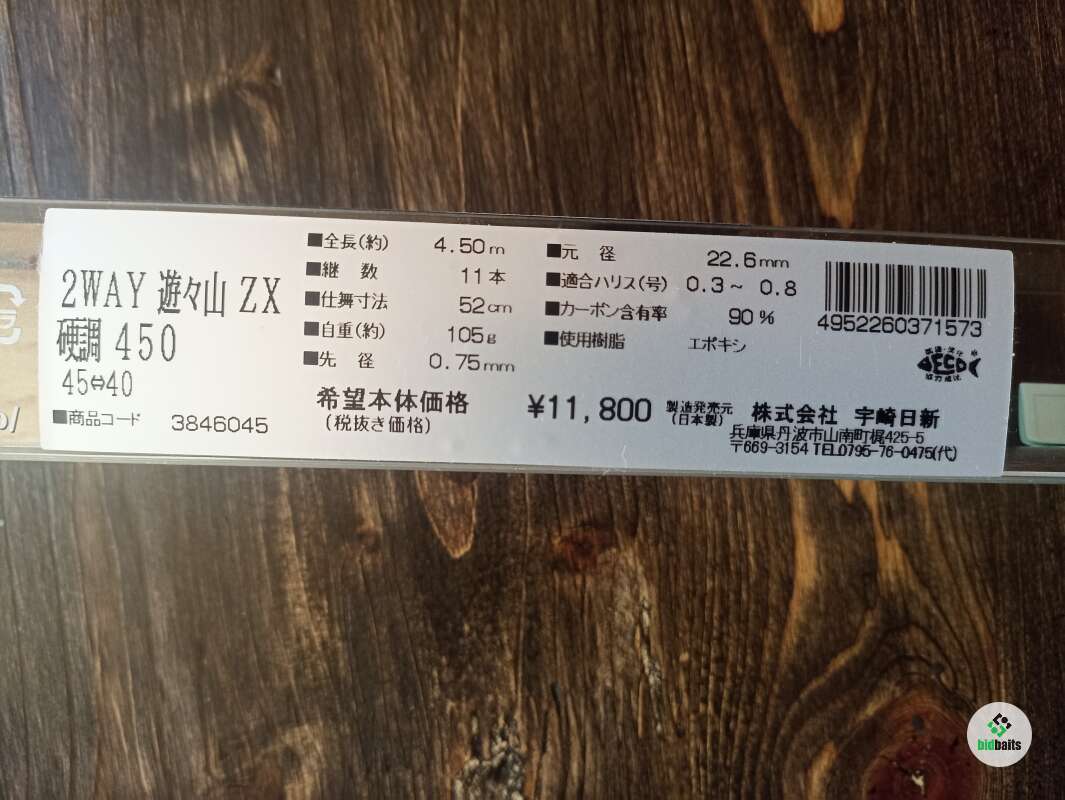 2WAY 遊々山 ZX
硬調 450
45⇔40
■商品コード 3846045
■全長(約) 4.50m
■継 数 11本
■仕舞寸法 52cm
■自重(約) 105g
■先 径 0.75mm
■元 径 22.6mm
■適合ハリス(号) 0.3～ 0.8
■カーボン含有率 90%
■使用樹脂 エポキシ
希望本体価格 ¥11,800
(税抜き価格)
製造発売元
(日本製)
株式会社 宇崎日新
兵庫県丹波市山南町梶425-5
〒669-3154 TEL0795-76-0475(代)
4952260371573
ECO
bidbaits